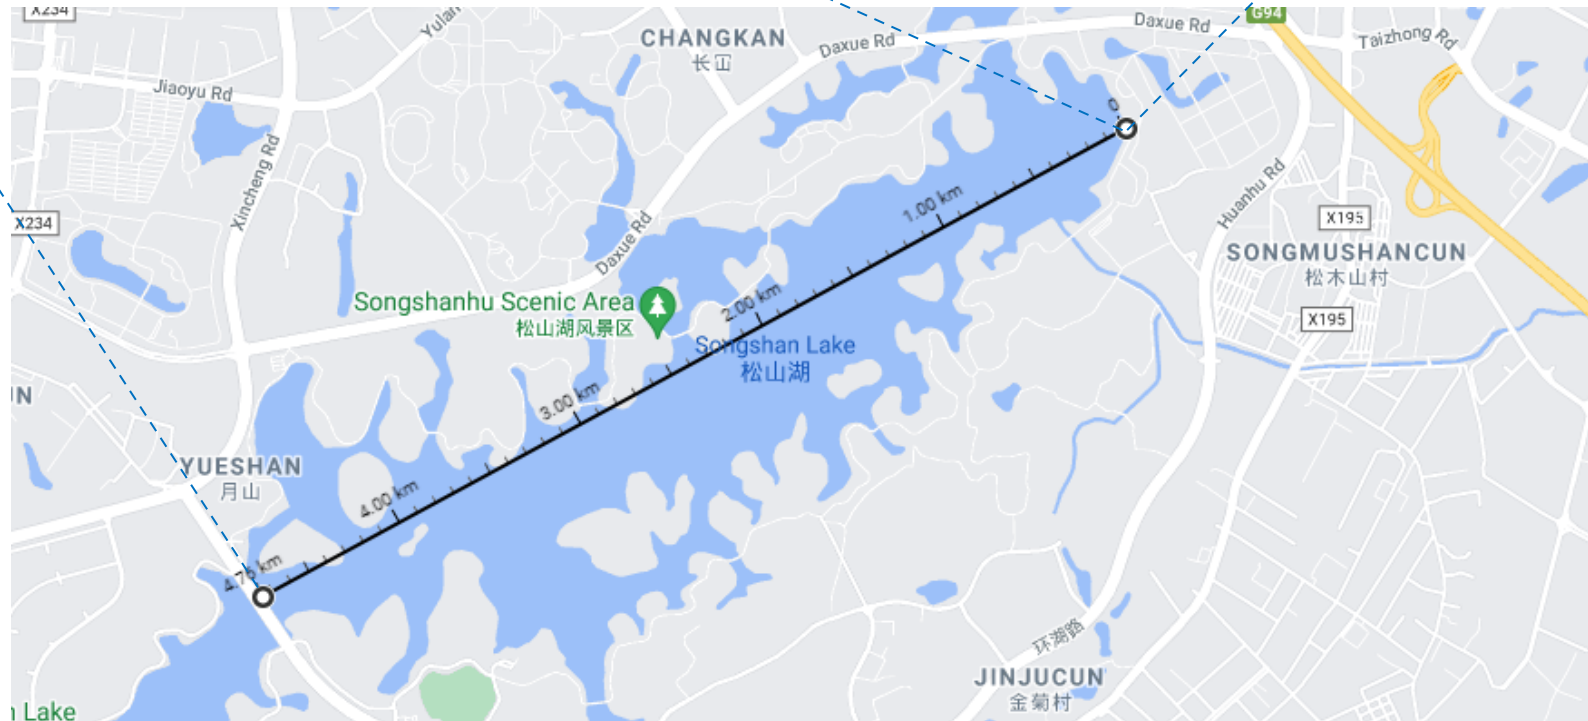 X234
Yulan
CHANGKAN
长冚
Daxue Rd
Daxue Rd
G94
Taizhong Rd
Jiaoyu Rd
Xincheng Rd
0
1.00 km
Huanhu Rd
X234
X195
SONGMUSHANCUN
松木山村
Daxue Rd
2.00 km
Songshanhu Scenic Area
松山湖风景区
X195
Songshan Lake
松山湖
3.00 km
YUESHAN
月山
4.00 km
4.76 km
环湖路
JINJUCUN
金菊村
Lake